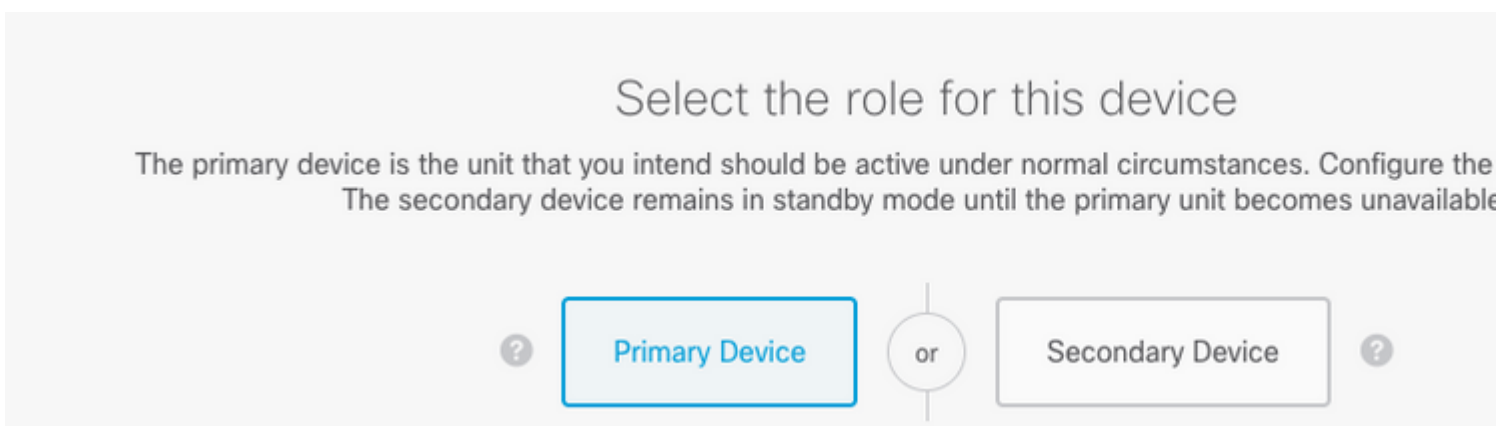 Select the role for this device
The primary device is the unit that you intend should be active under normal circumstances. Configure the
The secondary device remains in standby mode until the primary unit becomes unavailable
? Primary Device or Secondary Device ?